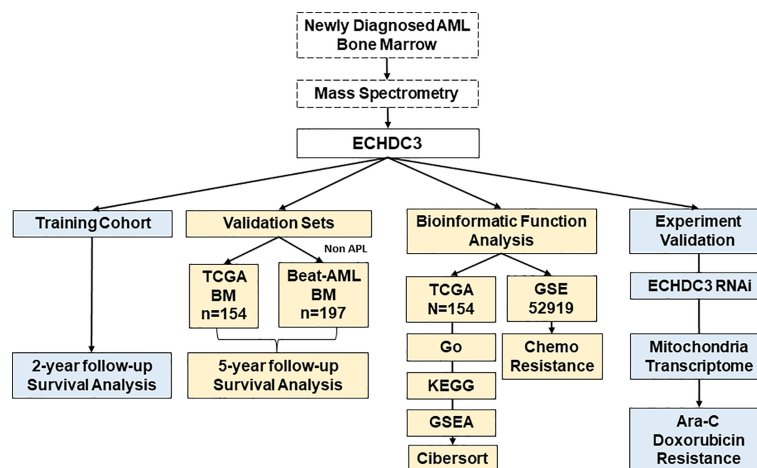 Newly Diagnosed AML
Bone Marrow
Mass Spectrometry
ECHDC3
Training Cohort
2-year follow-up
Survival Analysis
Validation Sets
Non APL
TCGA
BM
n=154
Beat-AML
BM
n=197
5-year follow-up
Survival Analysis
Bioinformatic Function
Analysis
TCGA
N=154
Go
KEGG
GSEA
Cibersort
GSE
52919
Chemo
Resistance
Experiment
Validation
ECHDC3 RNAi
Mitochondria
Transcriptome
Ara-C
Doxorubicin
Resistance